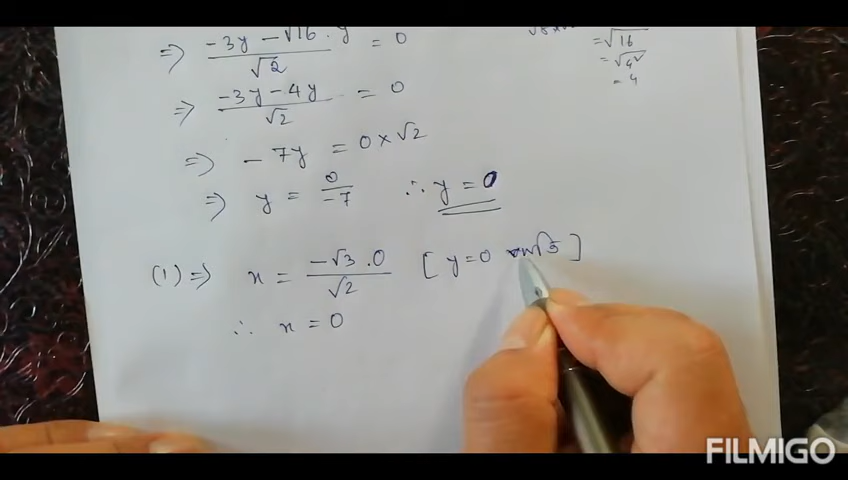 ⇒ -3y - √16 . y / √2 = 0
= √16
= √4²
= 4
⇒ -3y - 4y / √2 = 0
⇒ - 7y = 0 × √2
⇒ y = 0 / -7 ∴ y = 0
(1) ⇒ x = -√3 . 0 / √2 [ y = 0 ]
∴ x = 0
FILMIGO